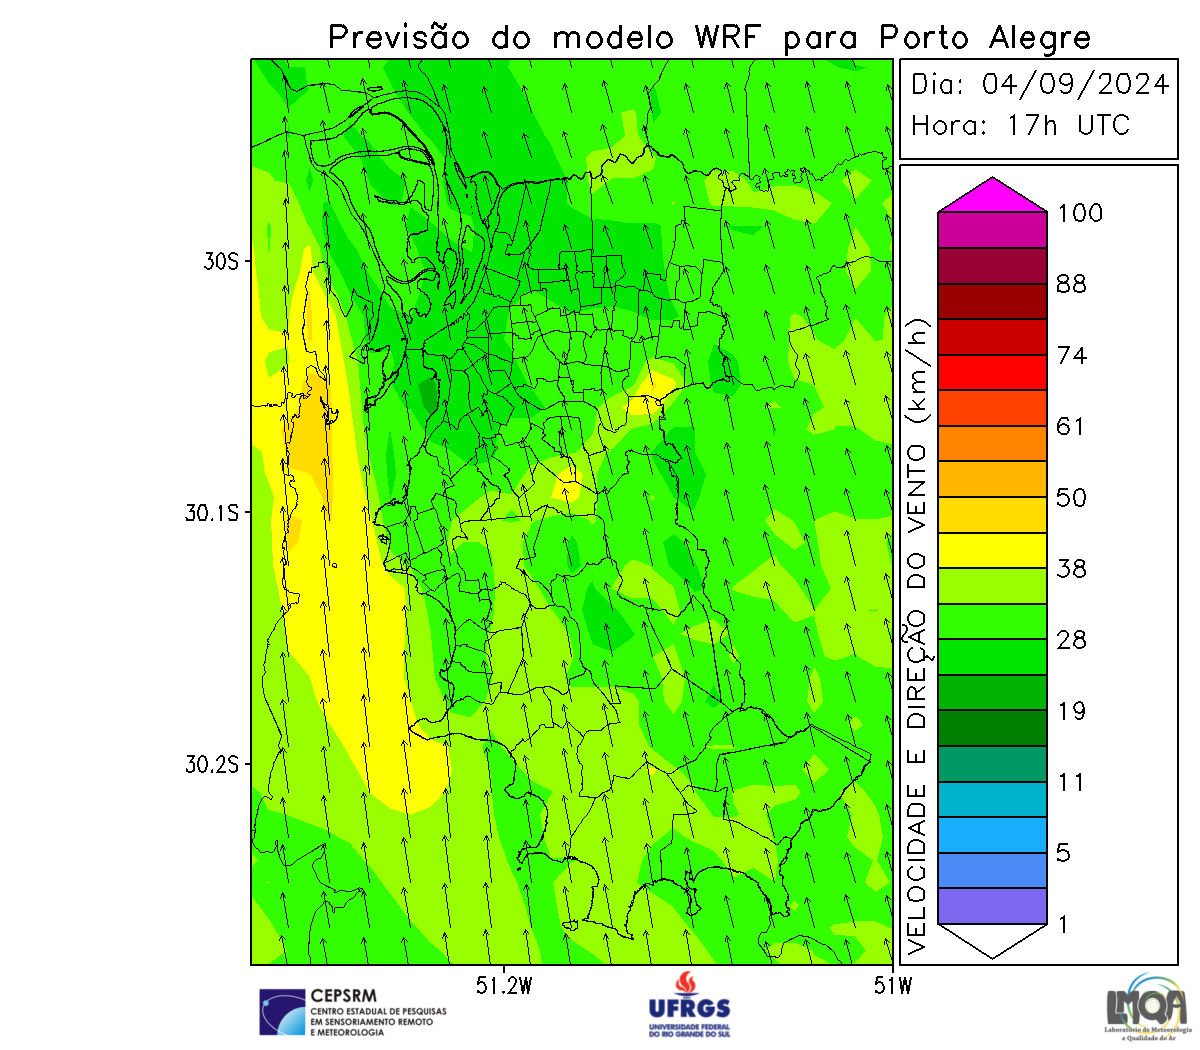 Previsão do modelo WRF para Porto Alegre
Dia: 04/09/2024
Hora: 17h UTC
30S
30.1S
30.2S
51.2W
51W
VELOCIDADE E DIREÇÃO DO VENTO (km/h)
100
88
74
61
50
38
28
19
11
5
1
CEPSRM
CENTRO ESTADUAL DE PESQUISAS
EM SENSORIAMENTO REMOTO
E METEOROLOGIA
UFRGS
UNIVERSIDADE FEDERAL
DO RIO GRANDE DO SUL
LMQA
Laboratório de Meteorologia
e Qualidade do Ar